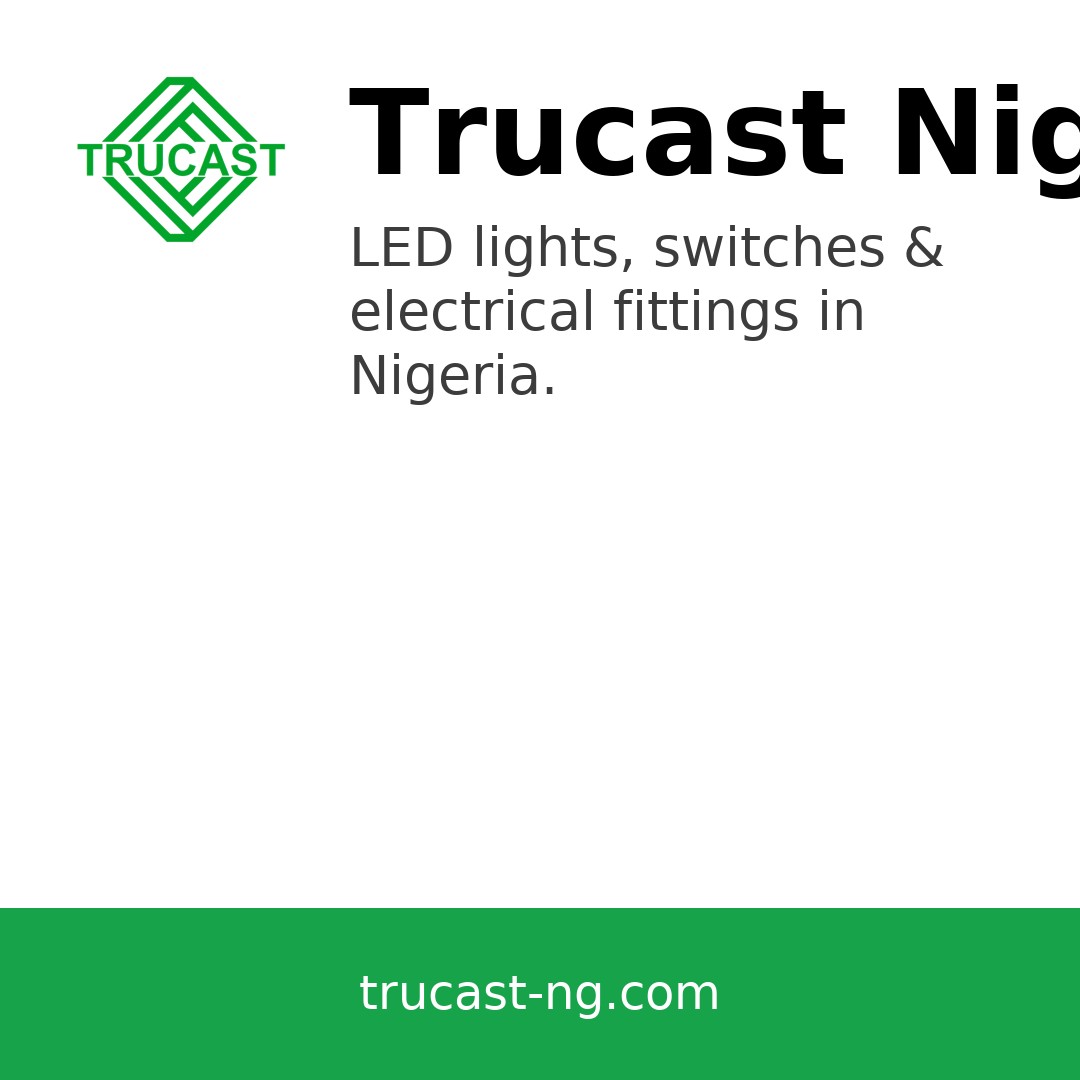 TRUCAST
Trucast Nig
LED lights, switches &
electrical fittings in
Nigeria.
trucast-ng.com